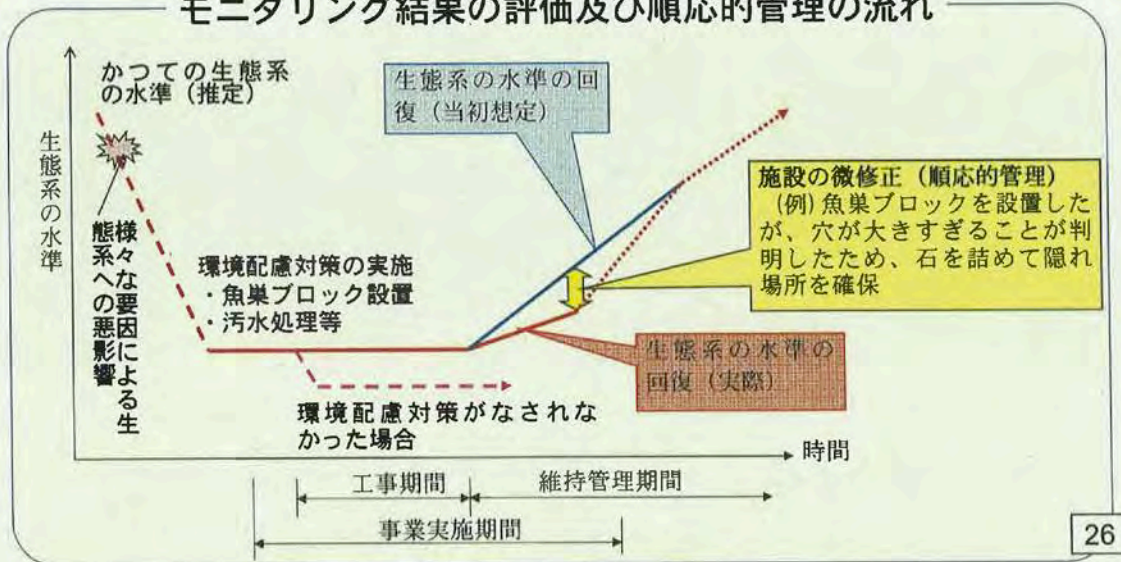 モニタリング結果の評価及び順応的管理の流れ
かつての生態系
の水準（推定）
生態系の水準の回
復（当初想定）
生態系の水準
様々な要因による生
態系への悪影響
施設の微修正（順応的管理）
（例）魚巣ブロックを設置した
が、穴が大きすぎることが判
明したため、石を詰めて隠れ
場所を確保
環境配慮対策の実施
・魚巣ブロック設置
・汚水処理等
生態系の水準の
回復（実際）
環境配慮対策がなされな
かった場合
時間
工事期間
維持管理期間
事業実施期間
26